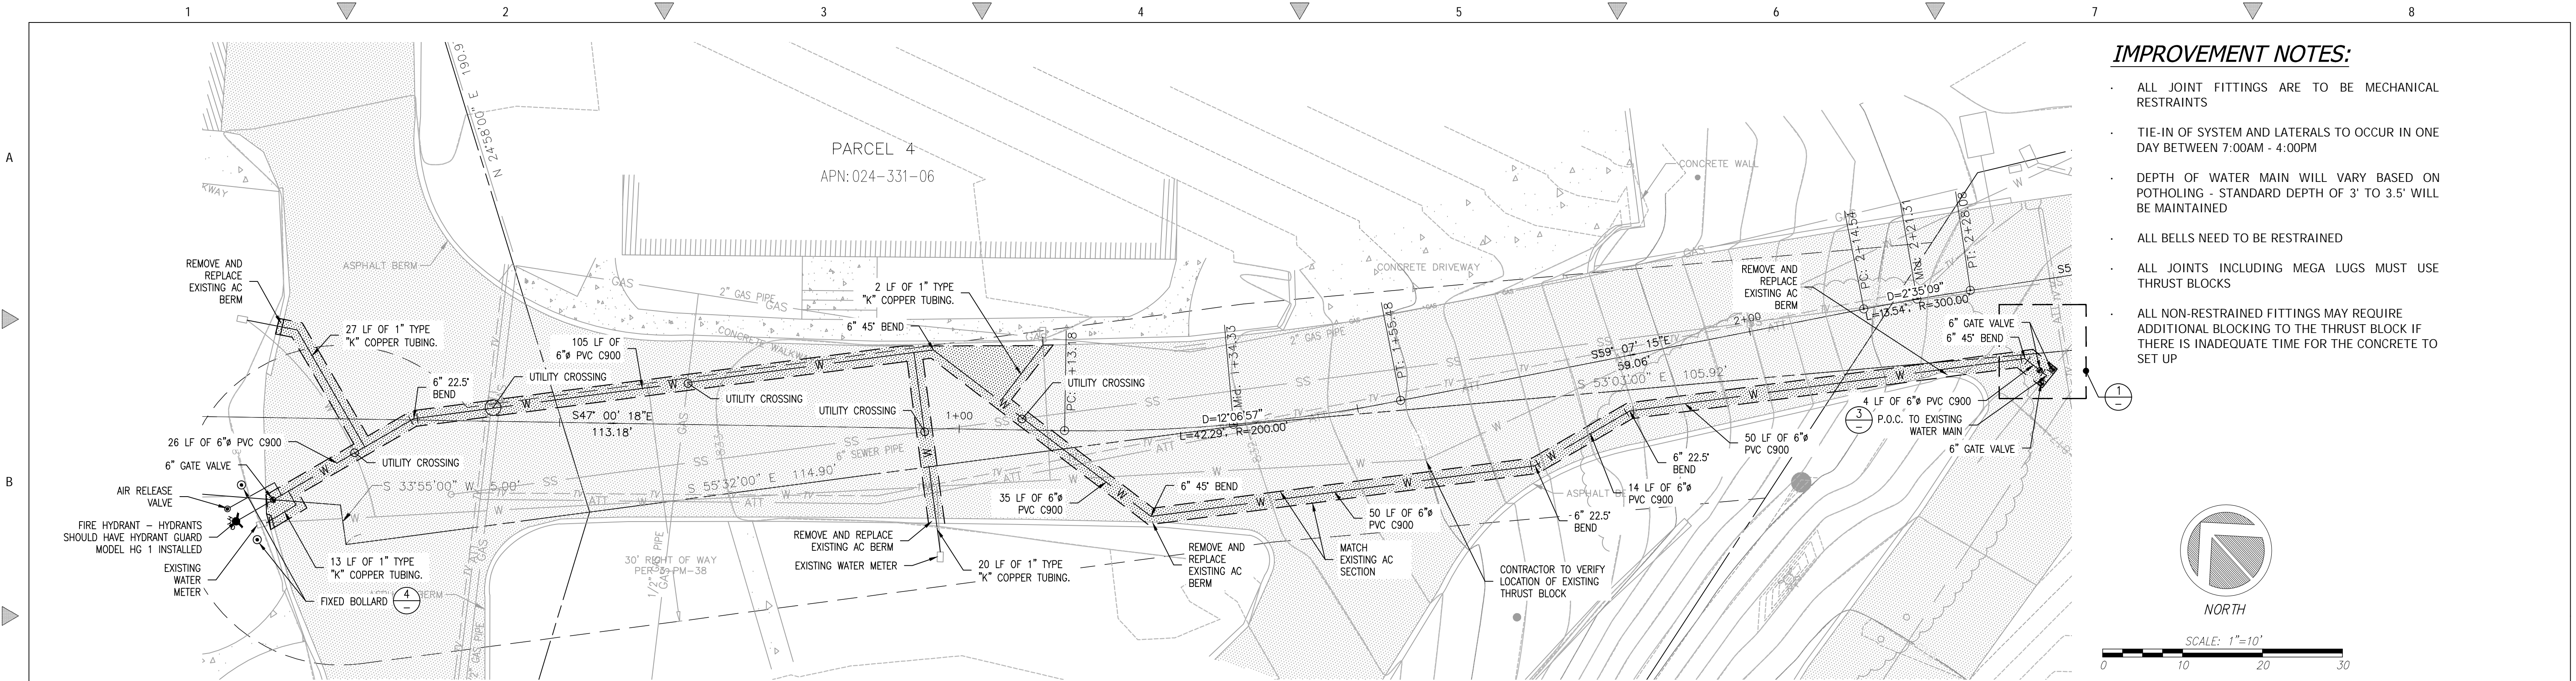 1
2
3
4
5
6
7
8
A
B
IMPROVEMENT NOTES:
· ALL JOINT FITTINGS ARE TO BE MECHANICAL
RESTRAINTS
· TIE-IN OF SYSTEM AND LATERALS TO OCCUR IN ONE
DAY BETWEEN 7:00AM - 4:00PM
· DEPTH OF WATER MAIN WILL VARY BASED ON
POTHOLING - STANDARD DEPTH OF 3' TO 3.5' WILL
BE MAINTAINED
· ALL BELLS NEED TO BE RESTRAINED
· ALL JOINTS INCLUDING MEGA LUGS MUST USE
THRUST BLOCKS
· ALL NON-RESTRAINED FITTINGS MAY REQUIRE
ADDITIONAL BLOCKING TO THE THRUST BLOCK IF
THERE IS INADEQUATE TIME FOR THE CONCRETE TO
SET UP
N 24°58'00" E 190.9
PARCEL 4
APN: 024-331-06
CONCRETE WALL
CONCRETE DRIVEWAY
ASPHALT BERM
REMOVE AND
REPLACE
EXISTING AC
BERM
27 LF OF 1" TYPE
"K" COPPER TUBING.
105 LF OF
6"ø PVC C900
2" GAS PIPE
GAS
GAS
CONCRETE WALKWAY
2 LF OF 1" TYPE
"K" COPPER TUBING.
6" 45° BEND
6" 22.5°
BEND
UTILITY CROSSING
UTILITY CROSSING
UTILITY CROSSING
UTILITY CROSSING
UTILITY CROSSING
S47° 00' 18"E
113.18'
1+00
PC: 1+13.18
Mid: 1+34.33
PT: 1+55.48
D=12°06'57"
L=42.29', R=200.00'
2" GAS PIPE
S59° 07' 15"E
59.06'
S 53°03'00" E 105.92'
2+00
PC: 2+14.54
Mid: 2+21.31
PT: 2+28.08
D=2°35'09"
L=13.54', R=300.00'
S5
REMOVE AND
REPLACE
EXISTING AC
BERM
6" GATE VALVE
6" 45° BEND
4 LF OF 6"ø PVC C900
3
–
P.O.C. TO EXISTING
WATER MAIN
6" GATE VALVE
1
–
26 LF OF 6"ø PVC C900
6" GATE VALVE
AIR RELEASE
VALVE
FIRE HYDRANT – HYDRANTS
SHOULD HAVE HYDRANT GUARD
MODEL HG 1 INSTALLED
EXISTING
WATER
METER
13 LF OF 1" TYPE
"K" COPPER TUBING.
FIXED BOLLARD
4
–
S 33°55'00" W 5.00'
S 55°32'00" E 114.90'
6" SEWER PIPE
SS
ATT
TV
W
30' RIGHT OF WAY
1/2" GAS PIPE
REMOVE AND REPLACE
EXISTING AC BERM
EXISTING WATER METER
20 LF OF 1" TYPE
"K" COPPER TUBING.
35 LF OF 6"ø
PVC C900
6" 45° BEND
REMOVE AND
REPLACE
EXISTING AC
BERM
50 LF OF 6"ø
PVC C900
MATCH
EXISTING AC
SECTION
CONTRACTOR TO VERIFY
LOCATION OF EXISTING
THRUST BLOCK
6" 22.5°
BEND
14 LF OF 6"ø
PVC C900
6" 22.5°
BEND
50 LF OF 6"ø
PVC C900
NORTH
SCALE: 1"=10'
0 10 20 30